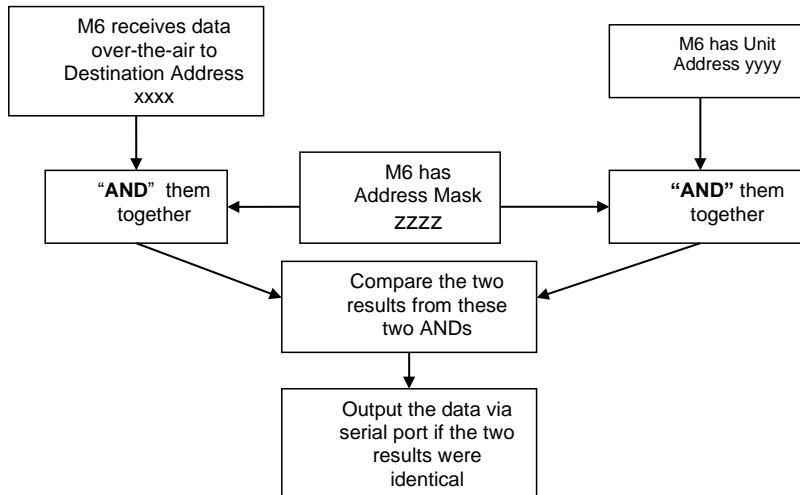 M6 receives data
over-the-air to
Destination Address
xxxx
M6 has Unit
Address yyyy
“AND” them
together
M6 has
Address Mask
zzzz
“AND” them
together
Compare the two
results from these
two ANDs
Output the data via
serial port if the two
results were
identical